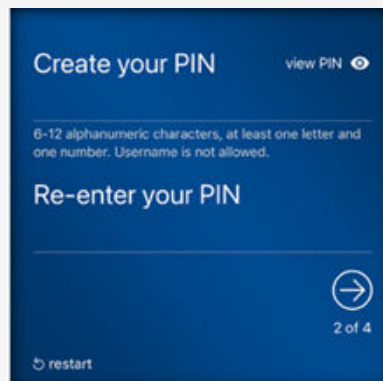 Create your PIN view PIN
6-12 alphanumeric characters, at least one letter and
one number. Username is not allowed.
Re-enter your PIN
2 of 4
restart